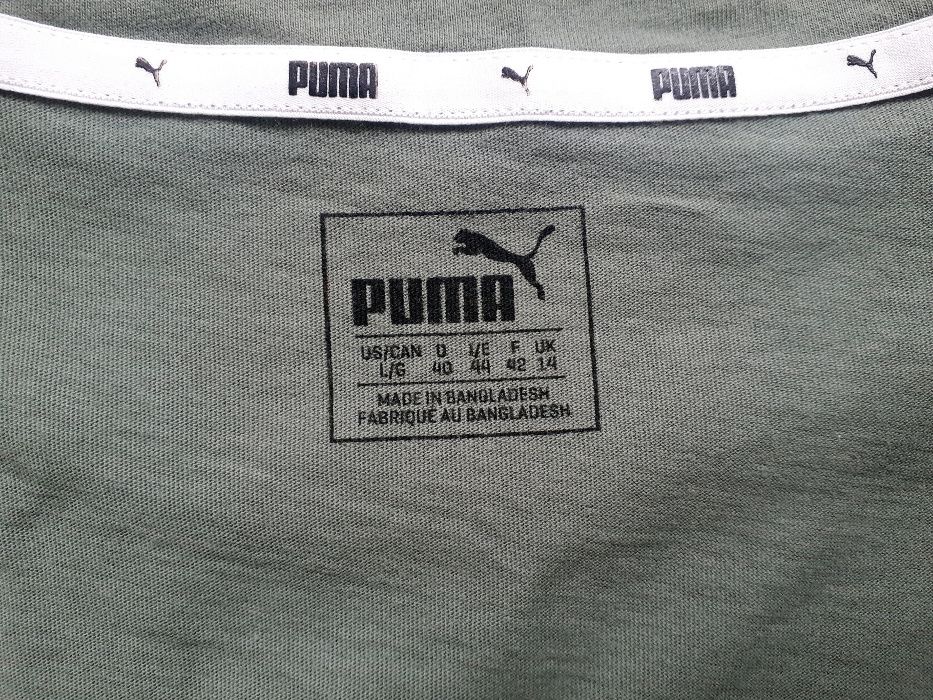 PUMA PUMA
PUMA
US/CAN D I/E F UK
L/G 40 44 42 14
MADE IN BANGLADESH
FABRIQUE AU BANGLADESH